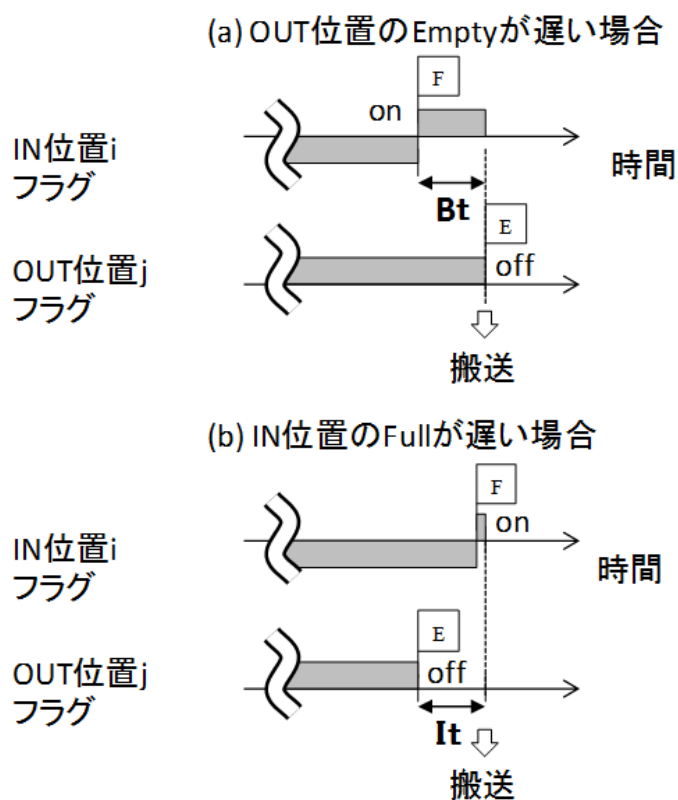 (a) OUT位置のEmptyが遅い場合
F
on
IN位置i
フラグ
時間
Bt
E
OUT位置j
フラグ
off
搬送
(b) IN位置のFullが遅い場合
F
on
IN位置i
フラグ
時間
E
OUT位置j
フラグ
off
It
搬送